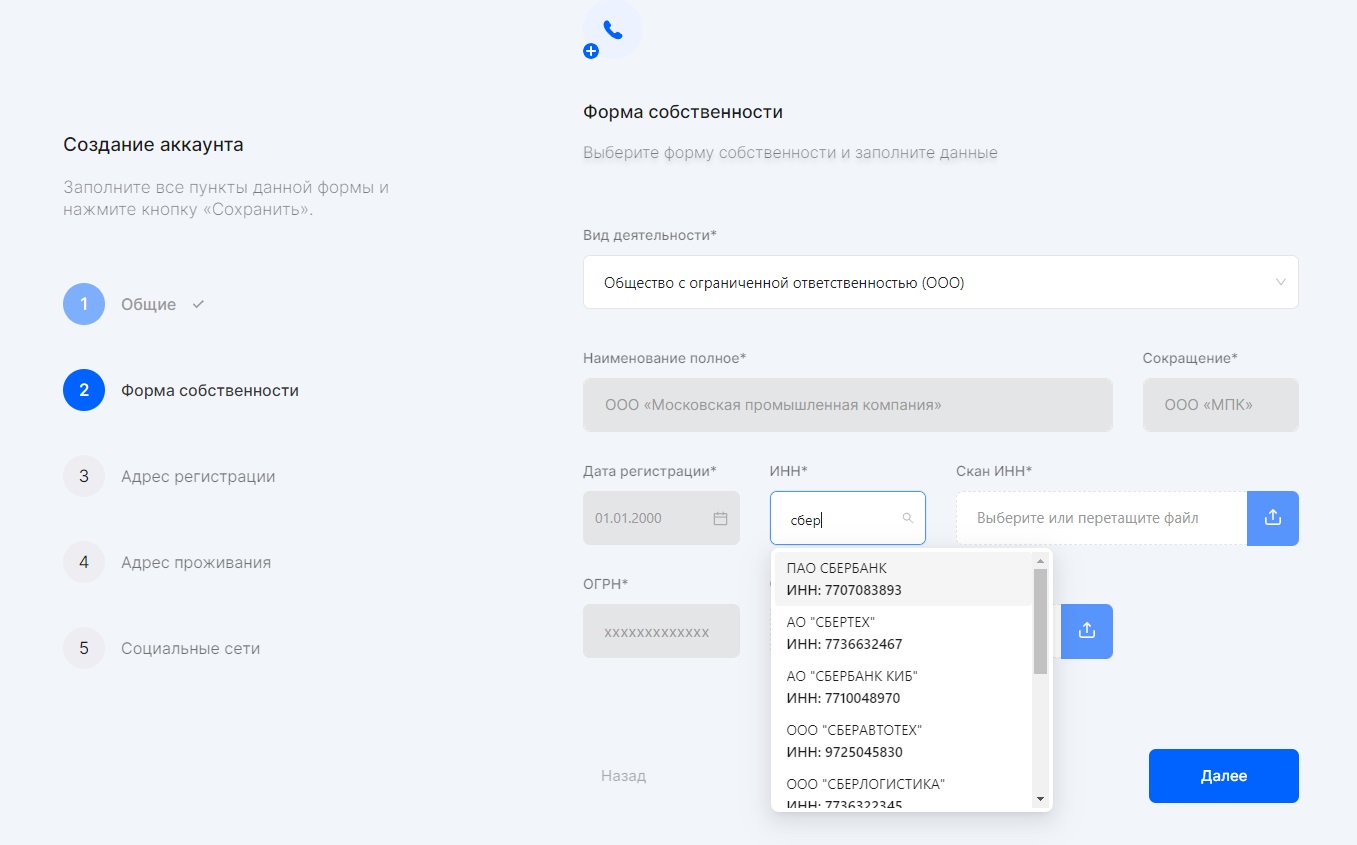 Создание аккаунта
Заполните все пункты данной формы и
нажмите кнопку «Сохранить».
1 Общие
2 Форма собственности
3 Адрес регистрации
4 Адрес проживания
5 Социальные сети
Форма собственности
Выберите форму собственности и заполните данные
Вид деятельности*
Общество с ограниченной ответственностью (ООО)
Наименование полное* Сокращение*
ООО «Московская промышленная компания» ООО «МПК»
Дата регистрации* ИНН* Скан ИНН*
01.01.2000 сбер Выберите или перетащите файл
ОГРН*
xxxxxxxxxxxxx
ПАО СБЕРБАНК
ИНН: 7707083893
АО "СБЕРТЕХ"
ИНН: 7736632467
АО "СБЕРБАНК КИБ"
ИНН: 7710048970
ООО "СБЕРАВТОТЕХ"
ИНН: 9725045830
ООО "СБЕРЛОГИСТИКА"
ИНН: 7736322345
Назад Далее